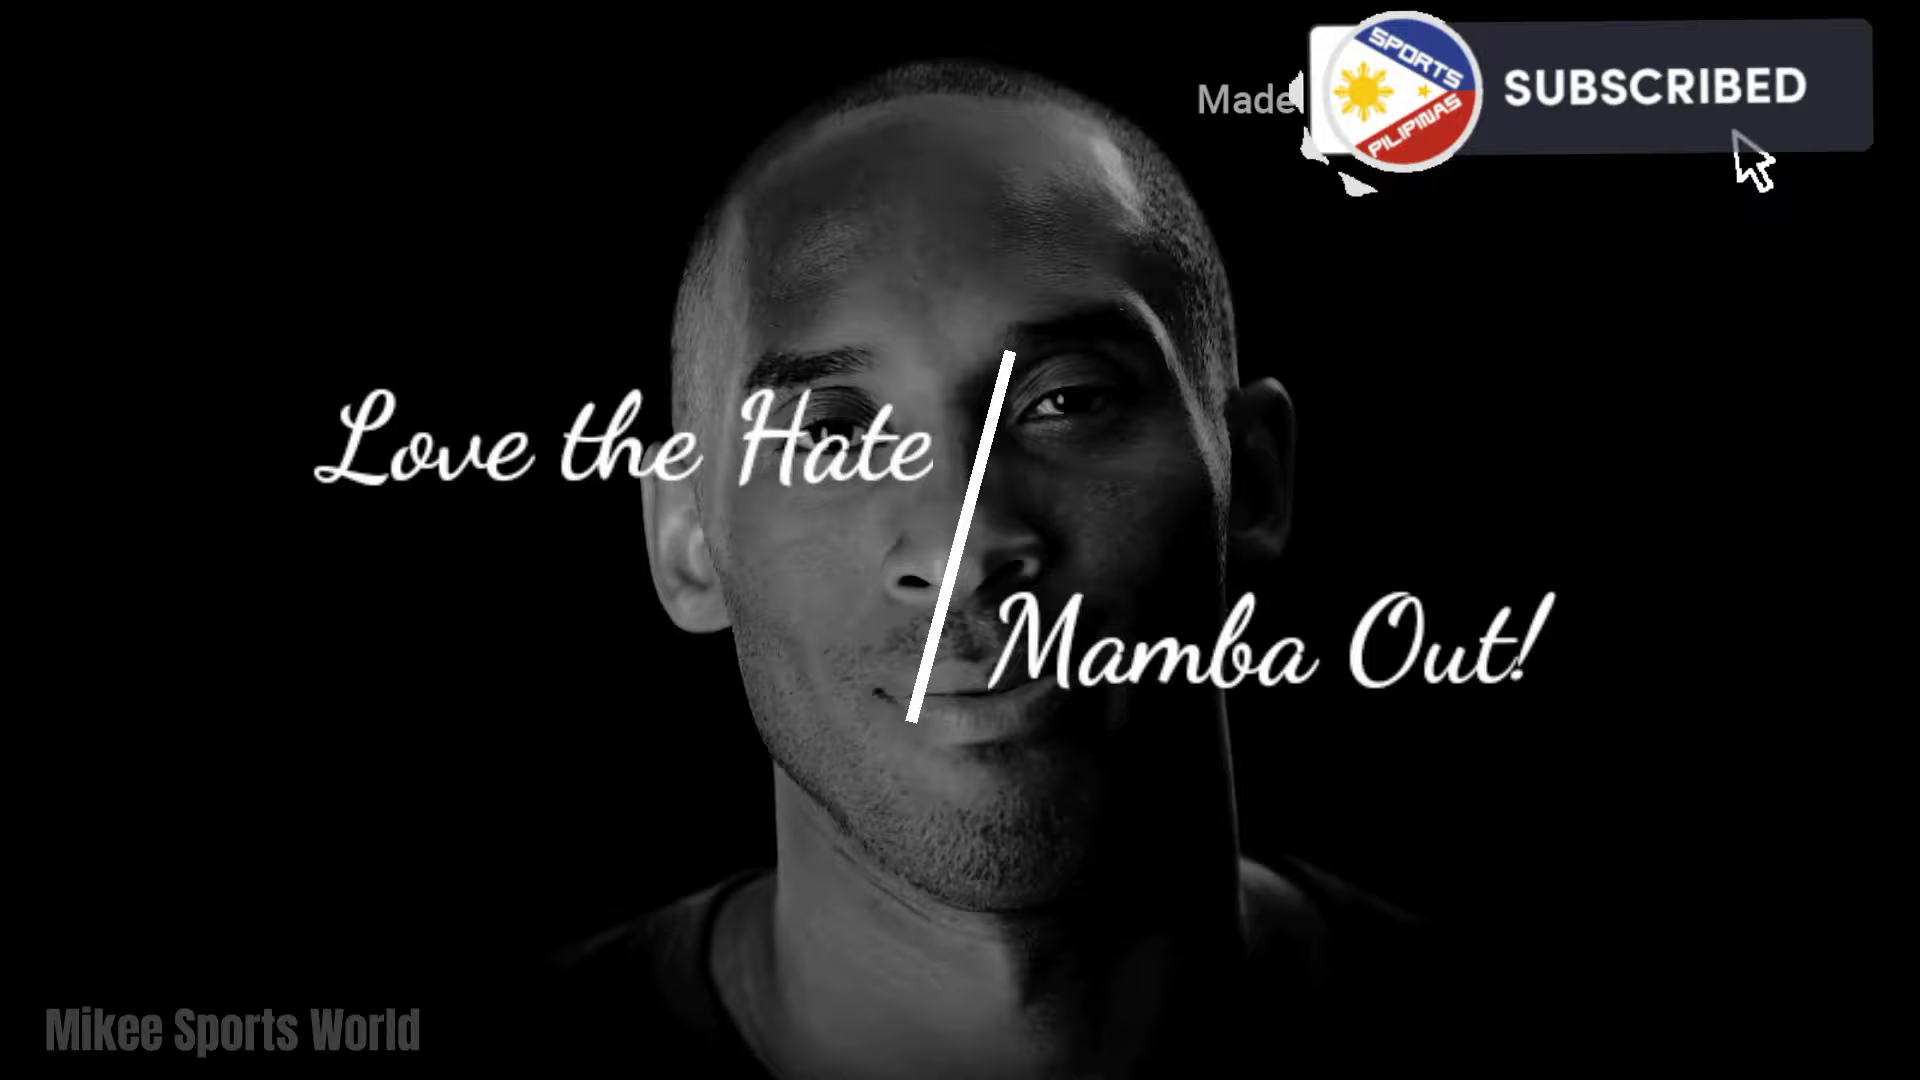 Made
SPORTS
PILIPINAS
SUBSCRIBED
Love the Hate
Mamba Out!
Mikee Sports World